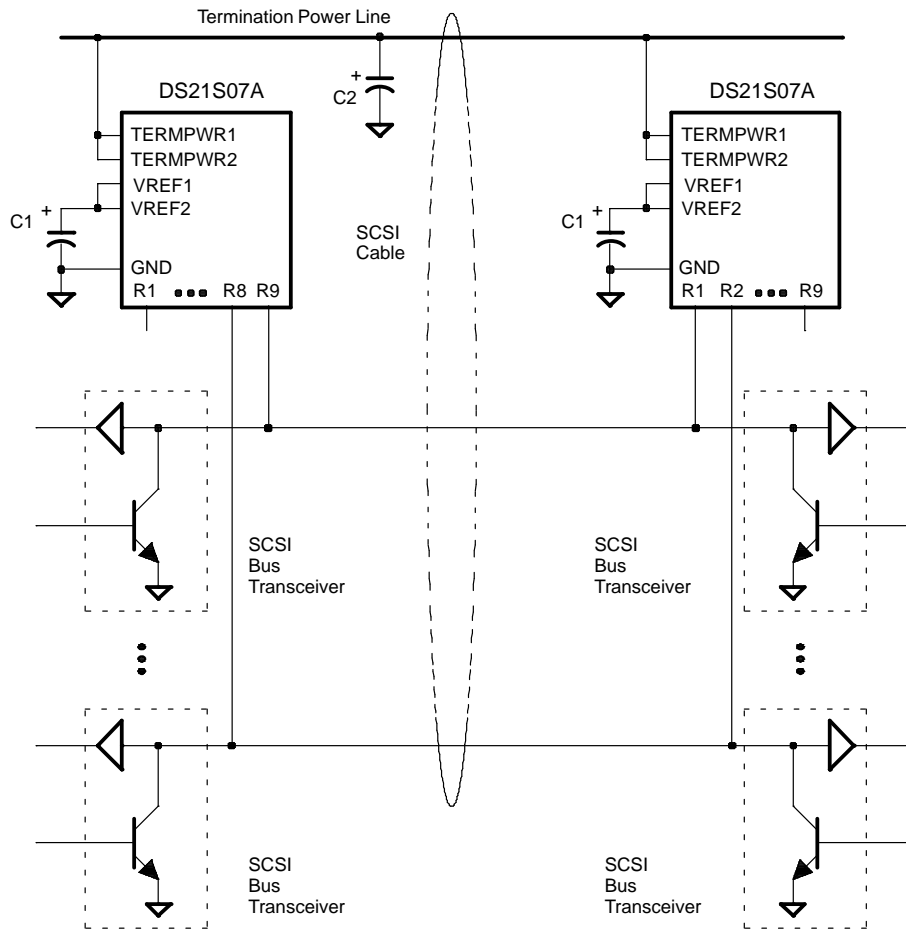 Termination Power Line
DS21S07A
+
C2
DS21S07A
TERMPWR1
TERMPWR2
VREF1
VREF2
GND
R1 R8 R9
+
C1
SCSI
Cable
TERMPWR1
TERMPWR2
VREF1
VREF2
GND
R1 R2 R9
+
C1
SCSI
Bus
Transceiver
SCSI
Bus
Transceiver
SCSI
Bus
Transceiver
SCSI
Bus
Transceiver